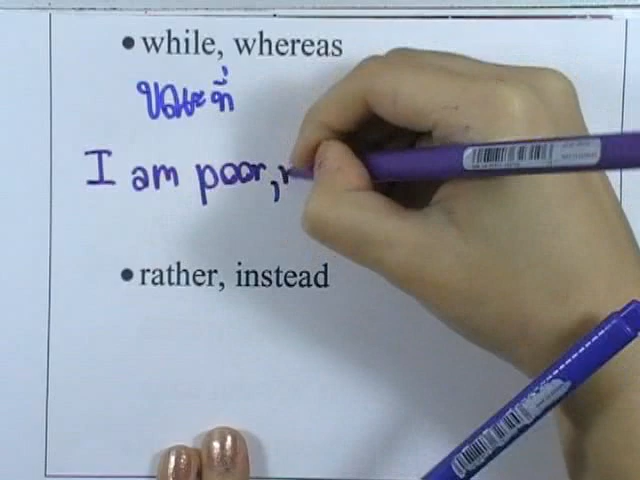 • while, whereas
ขณะที่
I am poor,
• rather, instead